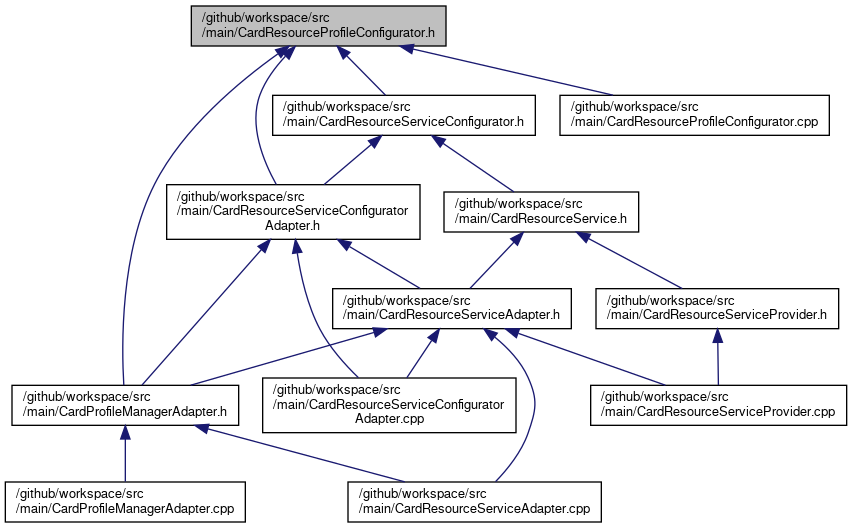 /github/workspace/src
/main/CardResourceProfileConfigurator.h
/github/workspace/src
/main/CardResourceServiceConfigurator.h
/github/workspace/src
/main/CardResourceProfileConfigurator.cpp
/github/workspace/src
/main/CardResourceServiceConfigurator
Adapter.h
/github/workspace/src
/main/CardResourceService.h
/github/workspace/src
/main/CardResourceServiceAdapter.h
/github/workspace/src
/main/CardResourceServiceProvider.h
/github/workspace/src
/main/CardProfileManagerAdapter.h
/github/workspace/src
/main/CardResourceServiceConfigurator
Adapter.cpp
/github/workspace/src
/main/CardResourceServiceProvider.cpp
/github/workspace/src
/main/CardProfileManagerAdapter.cpp
/github/workspace/src
/main/CardResourceServiceAdapter.cpp